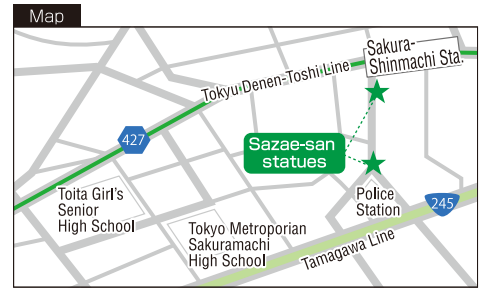 Map
Sakura-
Shinmachi Sta.
Tokyu Denen-Toshi Line
427
Sazae-san
statues
Toita Girl's
Senior
High School
Police
Station
245
Tokyo Metroporian
Sakuramachi
High School
Tamagawa Line